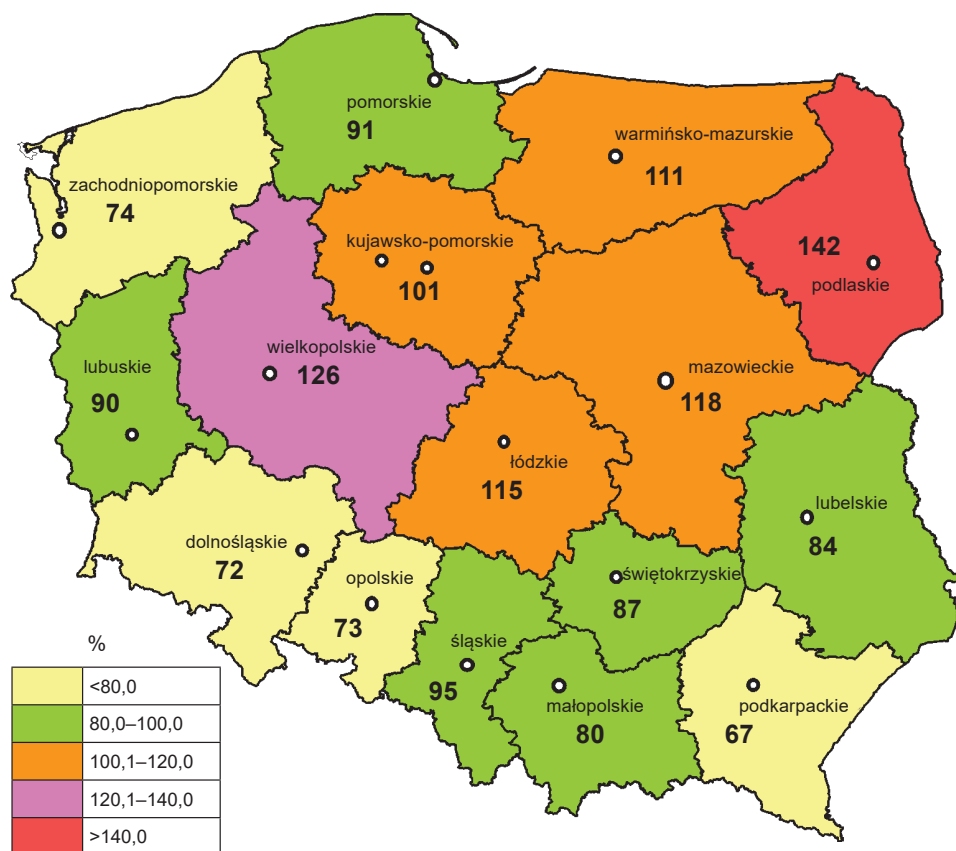 pomorskie
91
warmińsko-mazurskie
111
zachodniopomorskie
74
kujawsko-pomorskie
101
142
podlaskie
wielkopolskie
126
lubuskie
90
mazowieckie
118
łódzkie
115
lubelskie
84
dolnośląskie
72
opolskie
73
świętokrzyskie
87
śląskie
95
małopolskie
80
podkarpackie
67
%
<80,0
80,0–100,0
100,1–120,0
120,1–140,0
>140,0